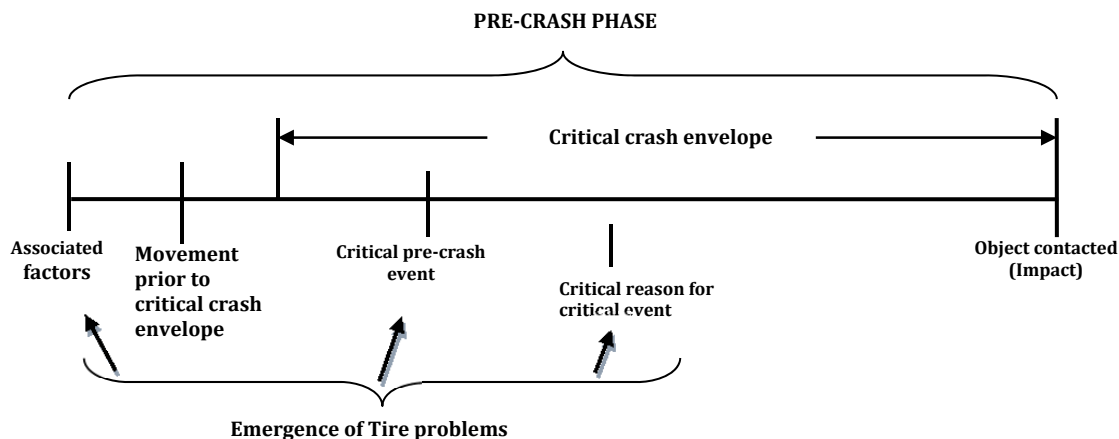 PRE-CRASH PHASE
Critical crash envelope
Associated
factors
Movement
prior to
critical crash
envelope
Critical pre-crash
event
Critical reason for
critical event
Object contacted
(Impact)
Emergence of Tire problems